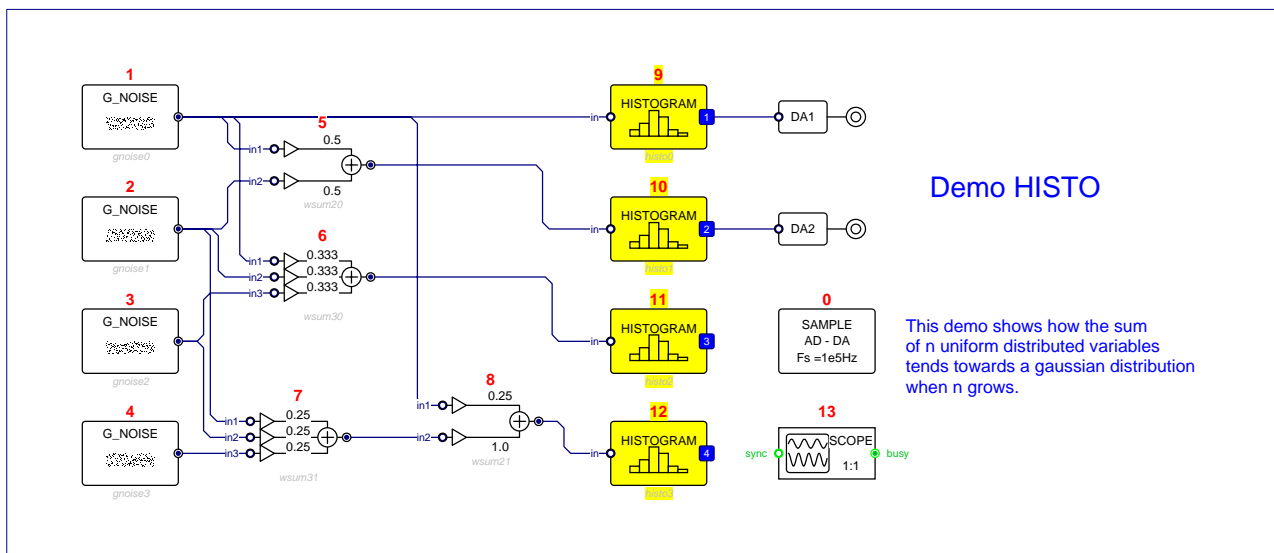 1
G_NOISE
gnoise0
2
G_NOISE
gnoise1
3
G_NOISE
gnoise2
4
G_NOISE
gnoise3
5
in1
0.5
in2
0.5
wsum20
6
in1
0.333
in2
0.333
in3
0.333
wsum30
7
in1
0.25
in2
0.25
in3
0.25
wsum31
8
in1
0.25
in2
1.0
wsum21
9
HISTOGRAM
in
1
histo0
DA1
10
HISTOGRAM
in
2
histo1
DA2
11
HISTOGRAM
in
3
histo2
12
HISTOGRAM
in
4
histo3
Demo HISTO
0
SAMPLE
AD - DA
Fs =1e5Hz
This demo shows how the sum
of n uniform distributed variables
tends towards a gaussian distribution
when n grows.
13
sync
SCOPE
1:1
busy